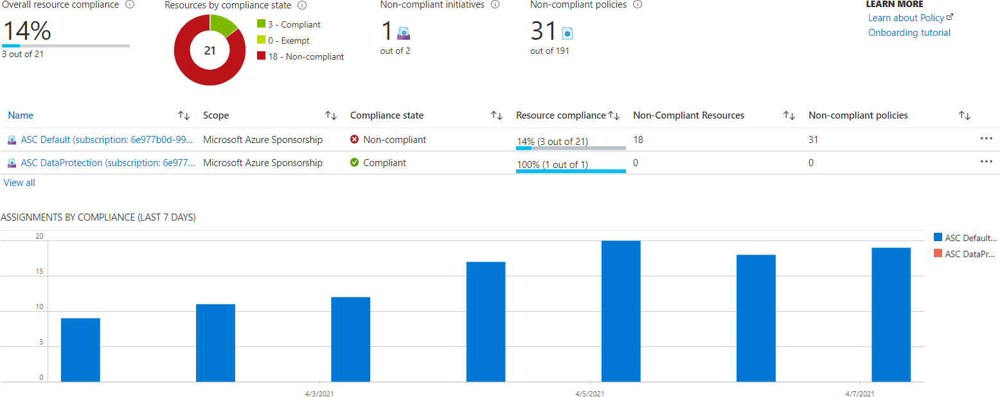 Overall resource compliance
Resources by compliance state
Non-compliant initiatives
Non-compliant policies
LEARN MORE
14%
3 out of 21
21
3 - Compliant
0 - Exempt
18 - Non-compliant
1
out of 2
31
out of 191
Learn about Policy
Onboarding tutorial
Name Scope Compliance state Resource compliance Non-Compliant Resources Non-compliant policies
ASC Default (subscription: 6e977b0d-99... Microsoft Azure Sponsorship Non-compliant 14% (3 out of 21) 18 31
ASC DataProtection (subscription: 6e977... Microsoft Azure Sponsorship Compliant 100% (1 out of 1) 0 0
View all
ASSIGNMENTS BY COMPLIANCE (LAST 7 DAYS)
20
15
10
5
0
4/3/2021 4/5/2021 4/7/2021
ASC Default...
ASC DataPr...